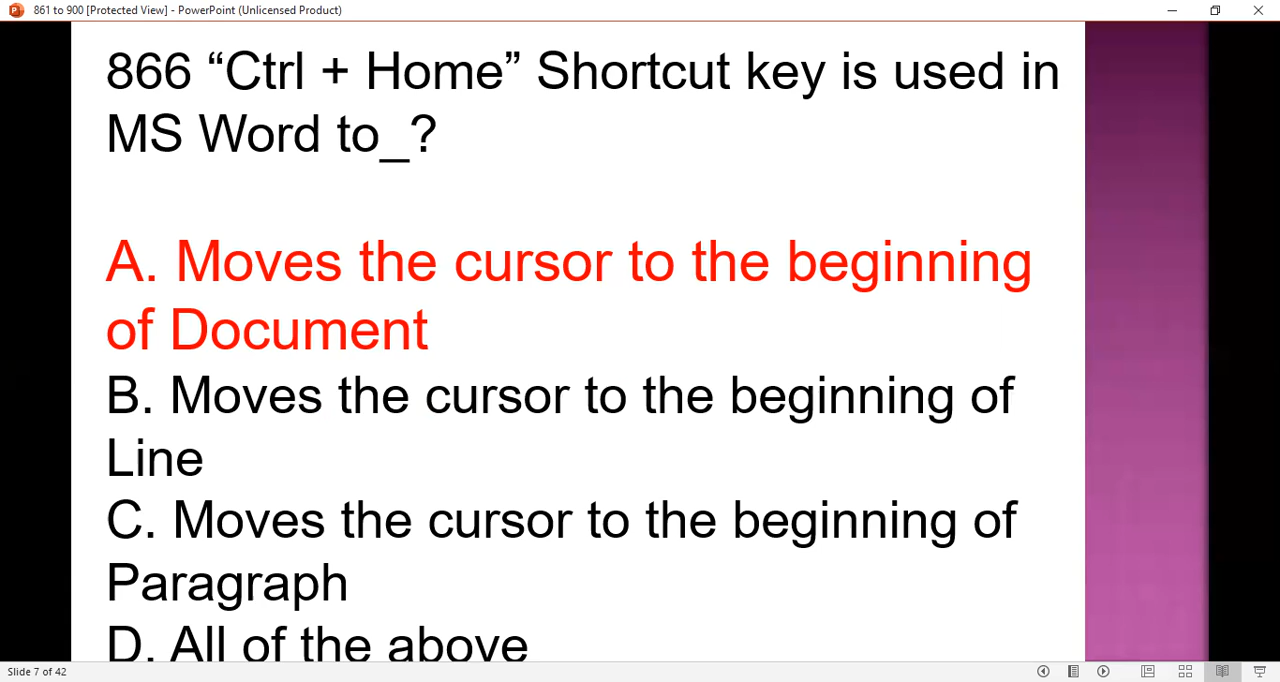 861 to 900 [Protected View] - PowerPoint (Unlicensed Product)
866 “Ctrl + Home” Shortcut key is used in
MS Word to_?
A. Moves the cursor to the beginning
of Document
B. Moves the cursor to the beginning of
Line
C. Moves the cursor to the beginning of
Paragraph
D. All of the above
Slide 7 of 42